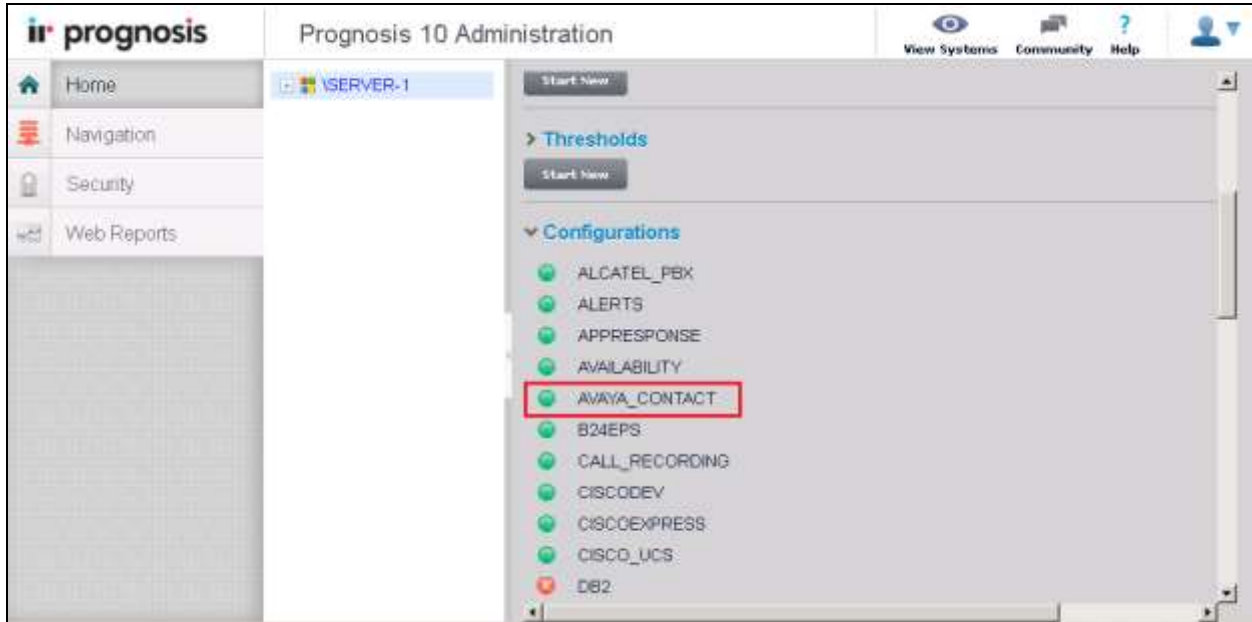 ir prognosis
Prognosis 10 Administration
View Systems
Community
?
Help
Home
Navigation
Security
Web Reports
\SERVER-1
Start New
Thresholds
Start New
Configurations
ALCATEL_PBX
ALERTS
APPRESPONSE
AVAILABILITY
AVAYA_CONTACT
B24EPS
CALL_RECORDING
CISCODEV
CISCOEXPRESS
CISCO_UCS
DB2